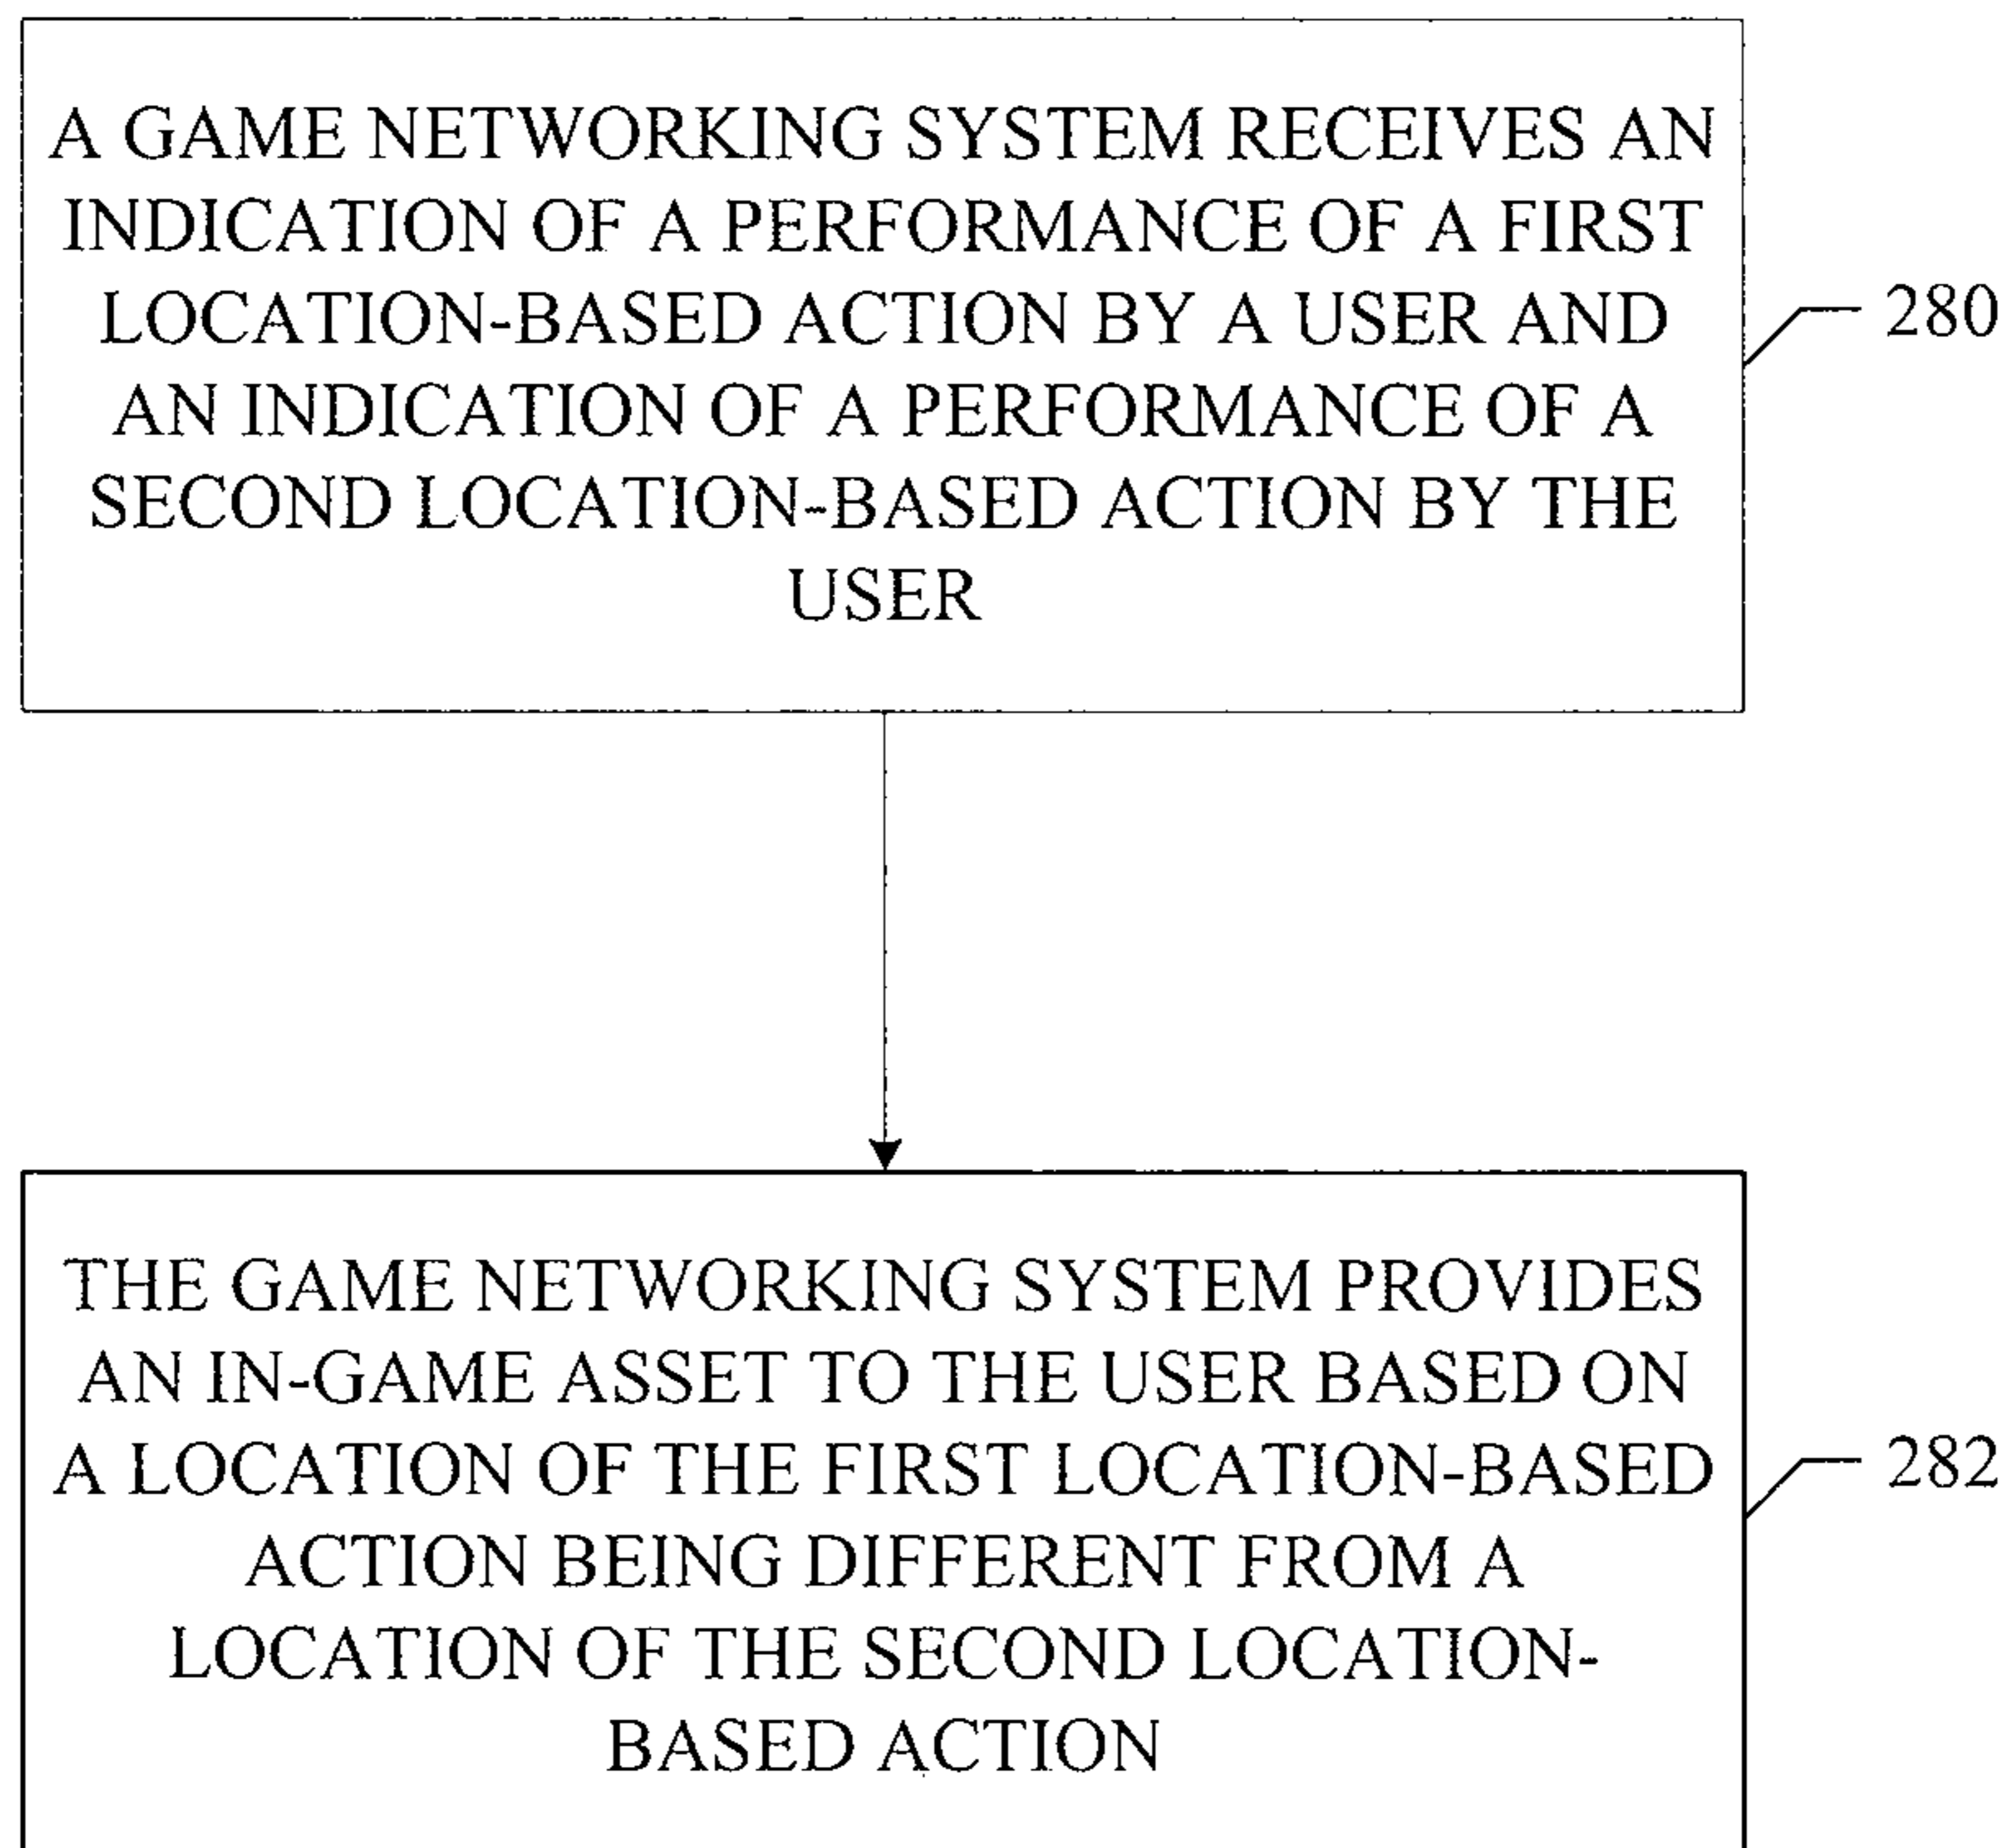 A GAME NETWORKING SYSTEM RECEIVES AN
INDICATION OF A PERFORMANCE OF A FIRST
LOCATION-BASED ACTION BY A USER AND
AN INDICATION OF A PERFORMANCE OF A
SECOND LOCATION-BASED ACTION BY THE
USER
280
THE GAME NETWORKING SYSTEM PROVIDES
AN IN-GAME ASSET TO THE USER BASED ON
A LOCATION OF THE FIRST LOCATION-BASED
ACTION BEING DIFFERENT FROM A
LOCATION OF THE SECOND LOCATION-
BASED ACTION
282